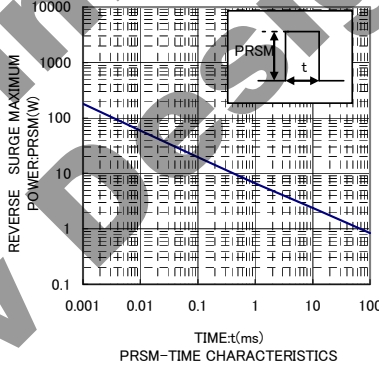 10000
1000
100
10
1
0.1
REVERSE SURGE MAXIMUM
POWER:PRSM(W)
PRSM
t
0.001 0.01 0.1 1 10 100
TIME:t(ms)
PRSM-TIME CHARACTERISTICS